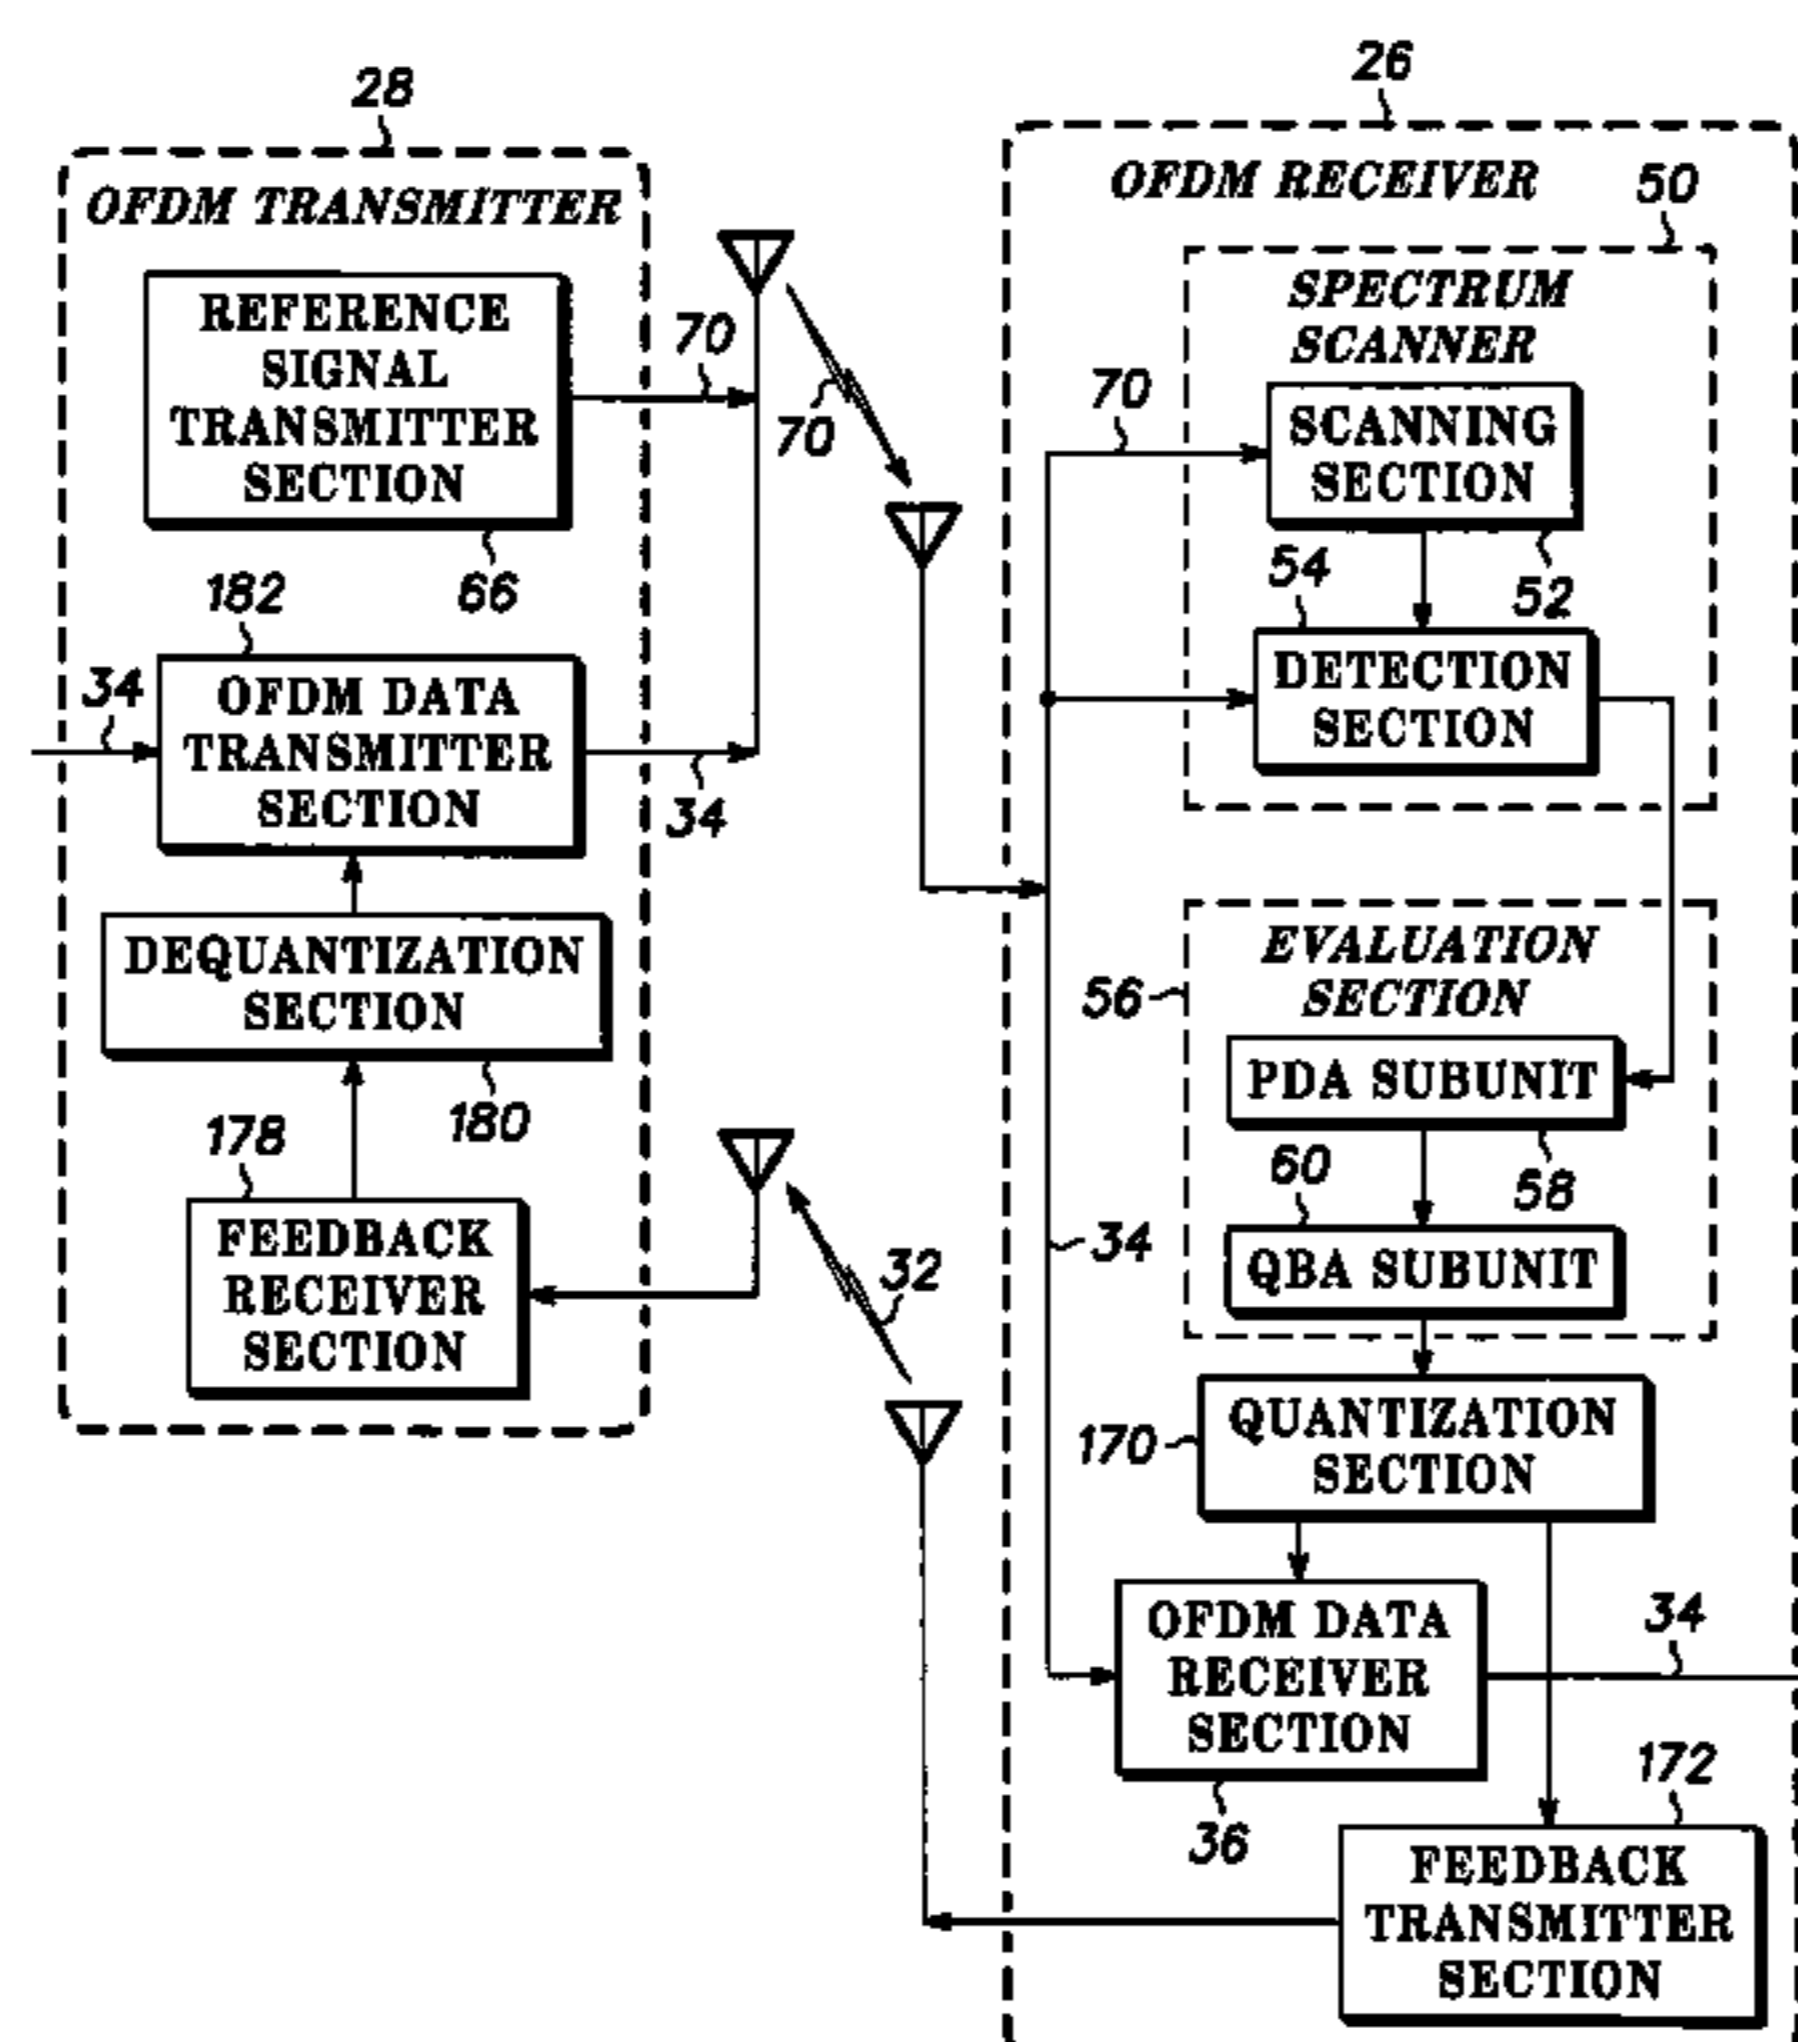 28
OFDM TRANSMITTER
REFERENCE
SIGNAL
TRANSMITTER
SECTION
66
70
70
182
34
OFDM DATA
TRANSMITTER
SECTION
34
DEQUANTIZATION
SECTION
180
178
FEEDBACK
RECEIVER
SECTION
32
26
OFDM RECEIVER
50
SPECTRUM
SCANNER
70
SCANNING
SECTION
52
54
DETECTION
SECTION
EVALUATION
SECTION
56
PDA SUBUNIT
58
60
QBA SUBUNIT
34
QUANTIZATION
SECTION
170
OFDM DATA
RECEIVER
SECTION
36
34
172
FEEDBACK
TRANSMITTER
SECTION